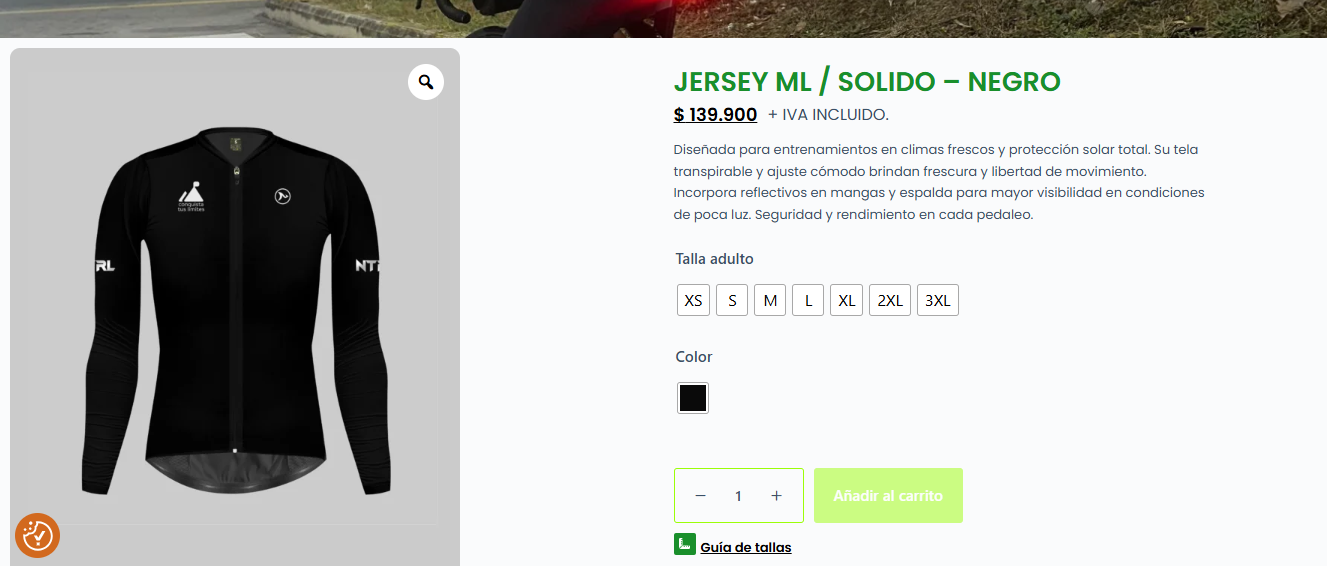 JERSEY ML / SOLIDO – NEGRO
$ 139.900 + IVA INCLUIDO.
Diseñada para entrenamientos en climas frescos y protección solar total. Su tela
transpirable y ajuste cómodo brindan frescura y libertad de movimiento.
Incorpora reflectivos en mangas y espalda para mayor visibilidad en condiciones
de poca luz. Seguridad y rendimiento en cada pedaleo.
Talla adulto
XS S M L XL 2XL 3XL
Color
1 Añadir al carrito
Guía de tallas
conquista
tus límites
RL
NT